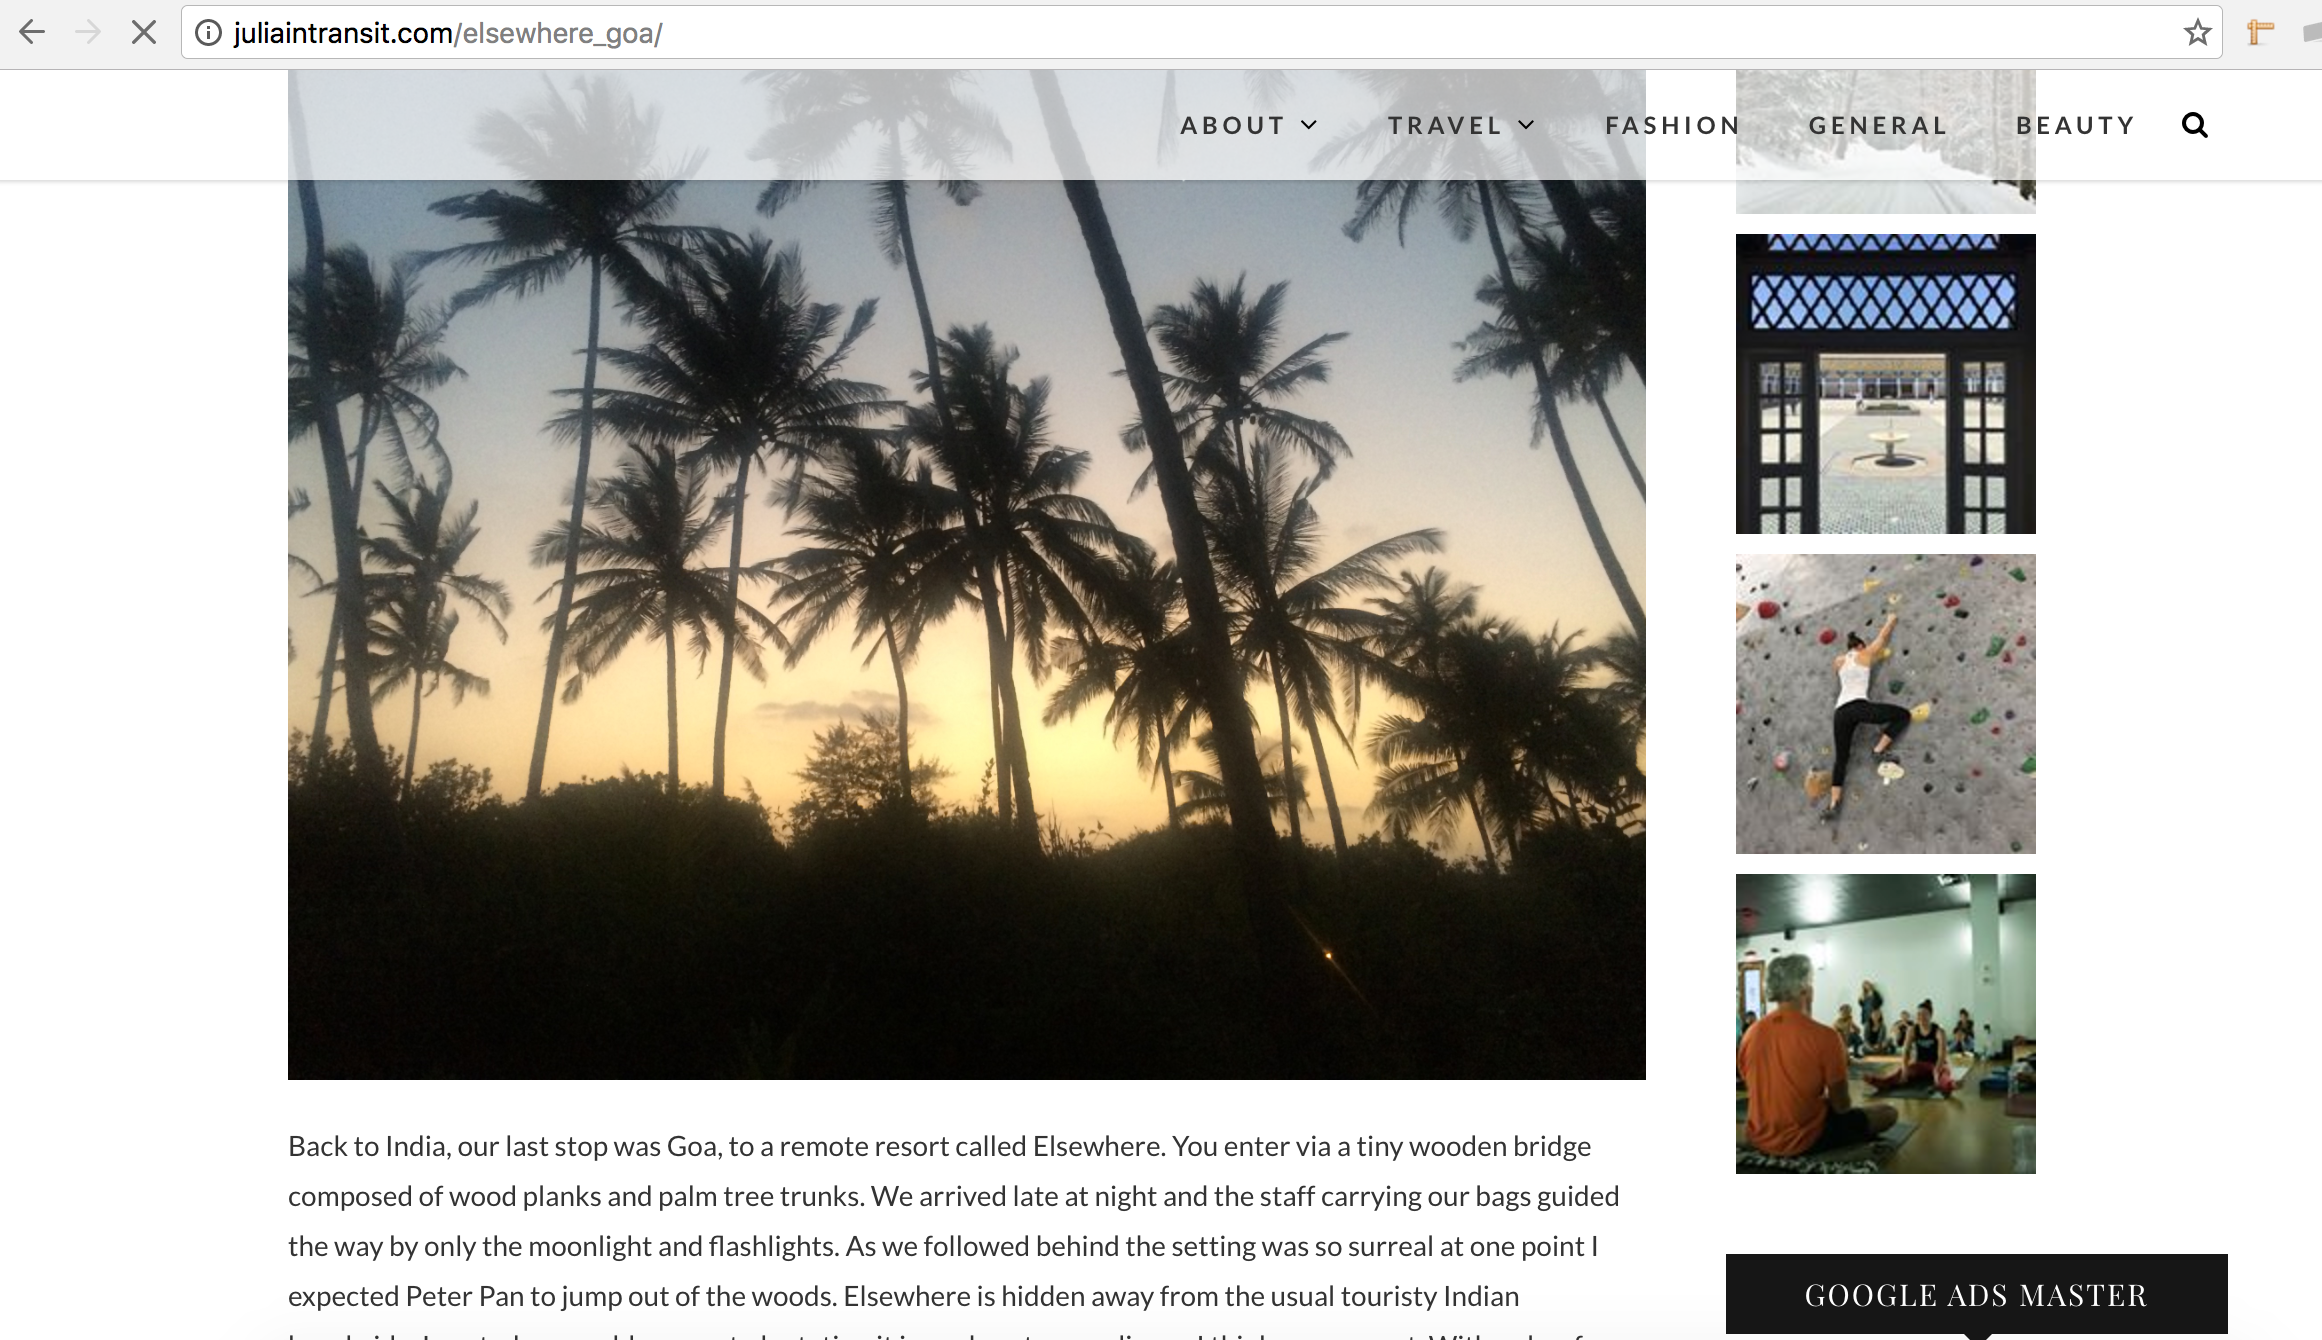 juliaintransit.com/elsewhere_goa/
ABOUT TRAVEL FASHION GENERAL BEAUTY
Back to India, our last stop was Goa, to a remote resort called Elsewhere. You enter via a tiny wooden bridge
composed of wood planks and palm tree trunks. We arrived late at night and the staff carrying our bags guided
the way by only the moonlight and flashlights. As we followed behind the setting was so surreal at one point I
expected Peter Pan to jump out of the woods. Elsewhere is hidden away from the usual touristy Indian
GOOGLE ADS MASTER